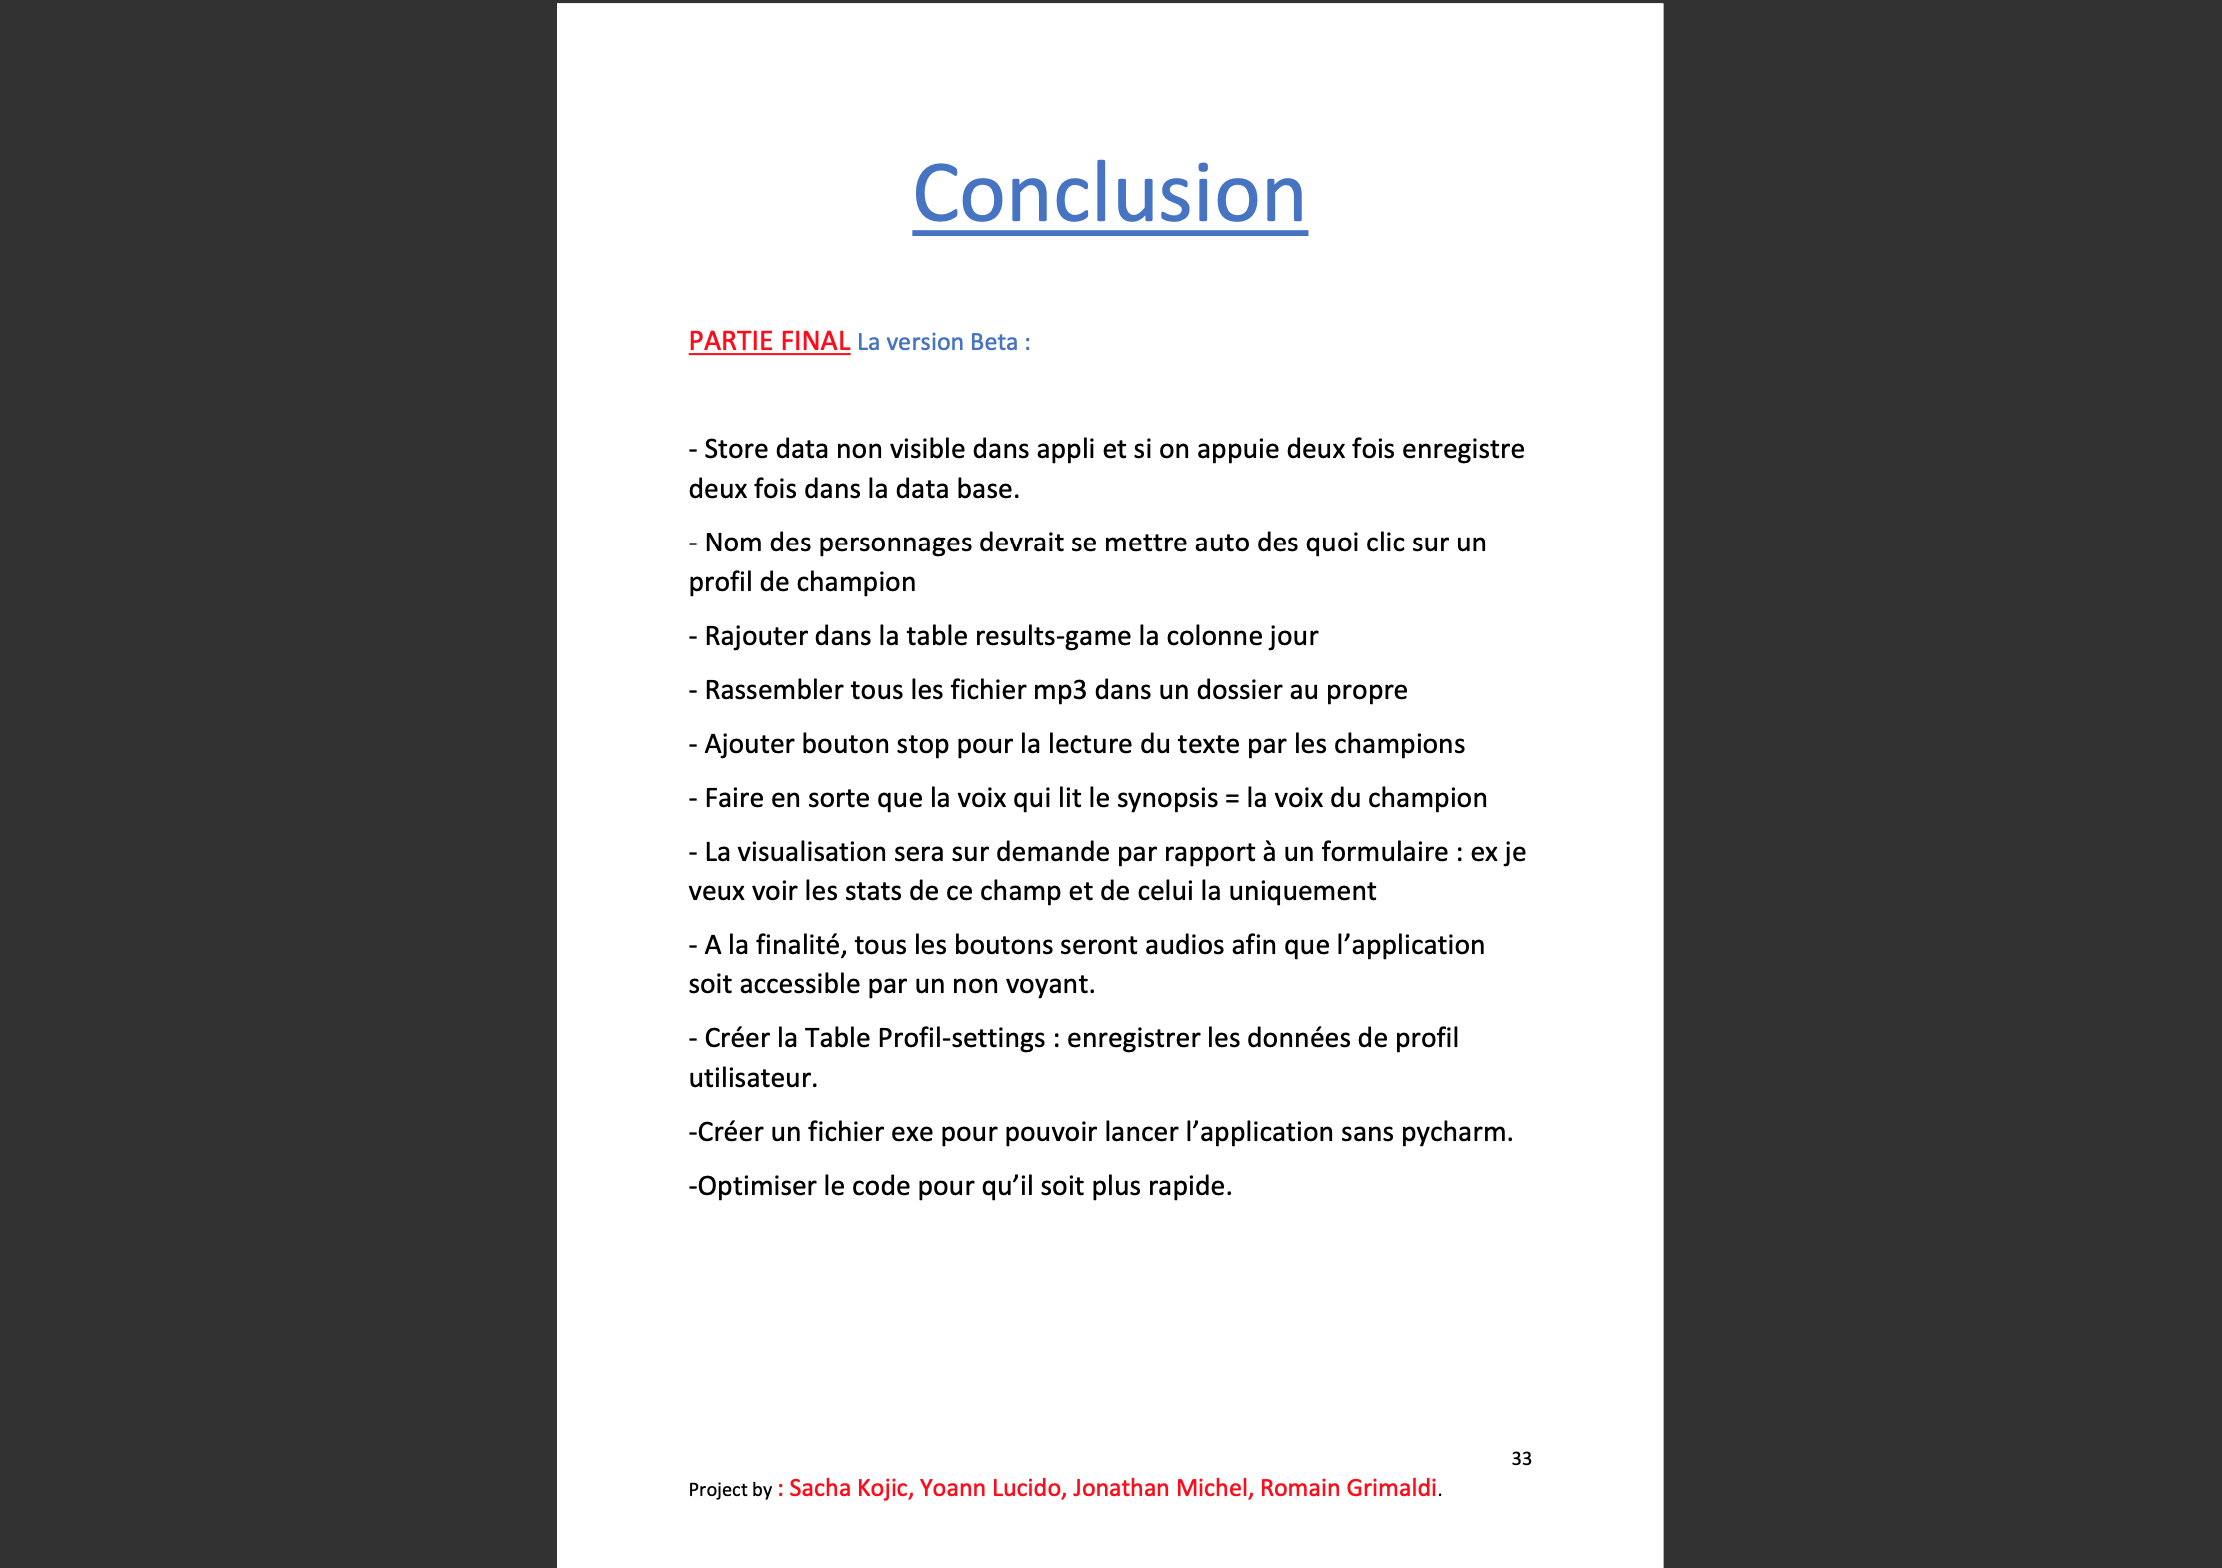 Conclusion
PARTIE FINAL La version Beta :
- Store data non visible dans appli et si on appuie deux fois enregistre
deux fois dans la data base.
- Nom des personnages devrait se mettre auto des quoi clic sur un
profil de champion
- Rajouter dans la table results-game la colonne jour
- Rassembler tous les fichier mp3 dans un dossier au propre
- Ajouter bouton stop pour la lecture du texte par les champions
- Faire en sorte que la voix qui lit le synopsis = la voix du champion
- La visualisation sera sur demande par rapport à un formulaire : ex je
veux voir les stats de ce champ et de celui la uniquement
- A la finalité, tous les boutons seront audios afin que l’application
soit accessible par un non voyant.
- Créer la Table Profil-settings : enregistrer les données de profil
utilisateur.
-Créer un fichier exe pour pouvoir lancer l’application sans pycharm.
-Optimiser le code pour qu’il soit plus rapide.
33
Project by : Sacha Kojic, Yoann Lucido, Jonathan Michel, Romain Grimaldi.